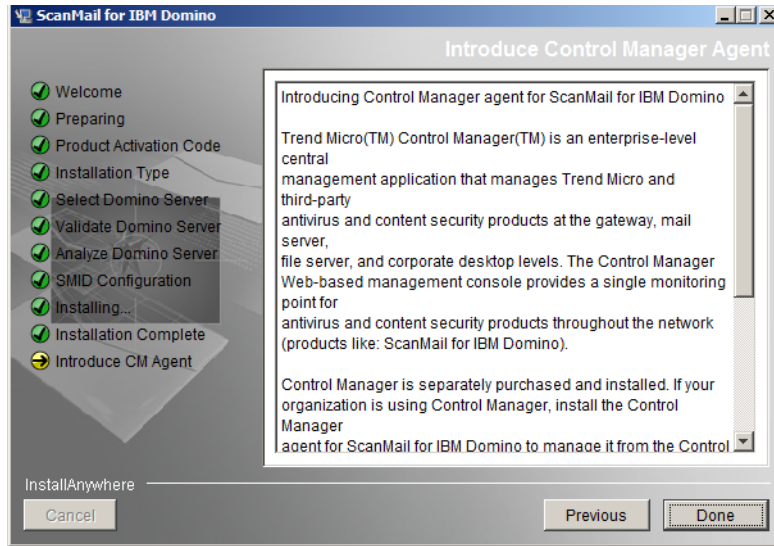 ScanMail for IBM Domino
Introduce Control Manager Agent
Welcome
Preparing
Product Activation Code
Installation Type
Select Domino Server
Validate Domino Server
Analyze Domino Server
SMID Configuration
Installing...
Installation Complete
Introduce CM Agent
Introducing Control Manager agent for ScanMail for IBM Domino
Trend Micro(TM) Control Manager(TM) is an enterprise-level
central
management application that manages Trend Micro and
third-party
antivirus and content security products at the gateway, mail
server,
file server, and corporate desktop levels. The Control Manager
Web-based management console provides a single monitoring
point for
antivirus and content security products throughout the network
(products like: ScanMail for IBM Domino).
Control Manager is separately purchased and installed. If your
organization is using Control Manager, install the Control
Manager
agent for ScanMail for IBM Domino to manage it from the Control
InstallAnywhere
Cancel
Previous
Done